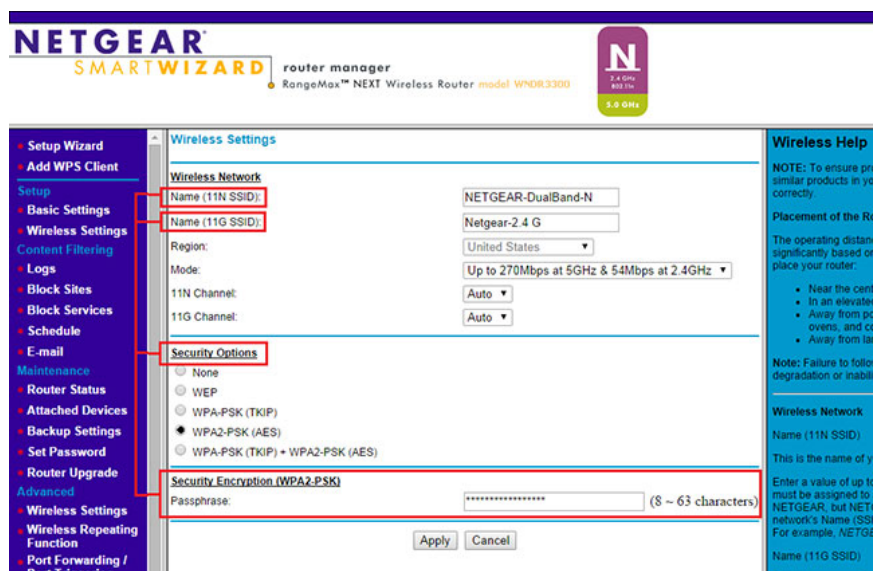 NETGEAR
SMARTWIZARD router manager
RangeMax™ NEXT Wireless Router model WNDR3300
N
2.4 GHz
802.11n
5.0 GHz
Setup Wizard
Add WPS Client
Setup
Basic Settings
Wireless Settings
Content Filtering
Logs
Block Sites
Block Services
Schedule
E-mail
Maintenance
Router Status
Attached Devices
Backup Settings
Set Password
Router Upgrade
Advanced
Wireless Settings
Wireless Repeating
Function
Port Forwarding /
Wireless Settings
Wireless Network
Name (11N SSID): NETGEAR-DualBand-N
Name (11G SSID): Netgear-2.4 G
Region: United States
Mode: Up to 270Mbps at 5GHz & 54Mbps at 2.4GHz
11N Channel: Auto
11G Channel: Auto
Security Options
None
WEP
WPA-PSK (TKIP)
WPA2-PSK (AES)
WPA-PSK (TKIP) + WPA2-PSK (AES)
Security Encryption (WPA2-PSK)
Passphrase: ***************** (8 ~ 63 characters)
Apply Cancel
Wireless Help
NOTE: To ensure pro
similar products in yo
correctly.
Placement of the Ro
The operating distan
significantly based on
place your router:
Near the cent
In an elevated
Away from po
ovens, and co
Away from lar
Note: Failure to follo
degradation or inabili
Wireless Network
Name (11N SSID)
This is the name of y
Enter a value of up to
must be assigned to
NETGEAR, but NETG
network's Name (SSI
For example, NETGE
Name (11G SSID)